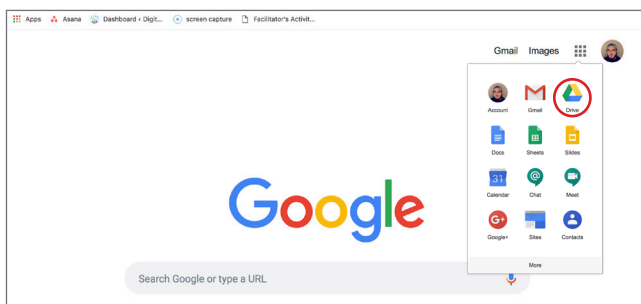 Apps Asana Dashboard ‹ Digit... screen capture Facilitator's Activit...
Gmail Images
Account Gmail Drive
Docs Sheets Slides
31
Calendar Chat Meet
G+
Google+ Sites Contacts
More
Google
Search Google or type a URL